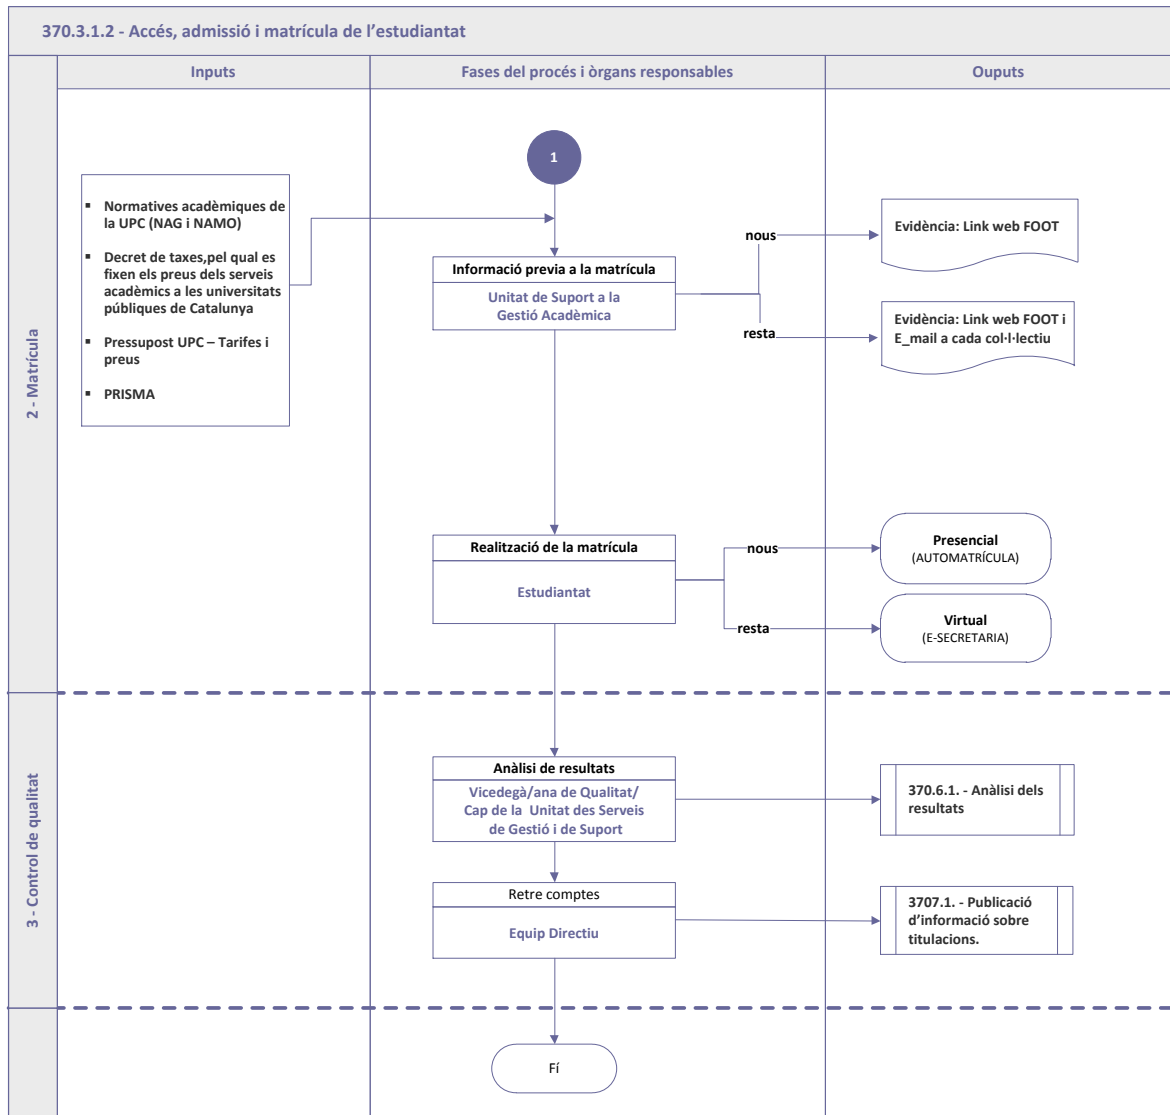 370.3.1.2 - Accés, admissió i matrícula de l’estudiantat
Inputs
Fases del procés i òrgans responsables
Ouputs
2 - Matrícula
1
▪ Normatives acadèmiques de
la UPC (NAG i NAMO)
▪ Decret de taxes,pel qual es
fixen els preus dels serveis
acadèmics a les universitats
públiques de Catalunya
▪ Pressupost UPC – Tarifes i
preus
▪ PRISMA
Informació previa a la matrícula
Unitat de Suport a la
Gestió Acadèmica
nous
Evidència: Link web FOOT
resta
Evidència: Link web FOOT i
E_mail a cada col·l·lectiu
Realització de la matrícula
Estudiantat
nous
Presencial
(AUTOMATRÍCULA)
resta
Virtual
(E-SECRETARIA)
3 - Control de qualitat
Anàlisi de resultats
Vicedegà/ana de Qualitat/
Cap de la Unitat des Serveis
de Gestió i de Suport
370.6.1. - Anàlisi dels
resultats
Retre comptes
Equip Directiu
3707.1. - Publicació
d’informació sobre
titulacions.
Fí